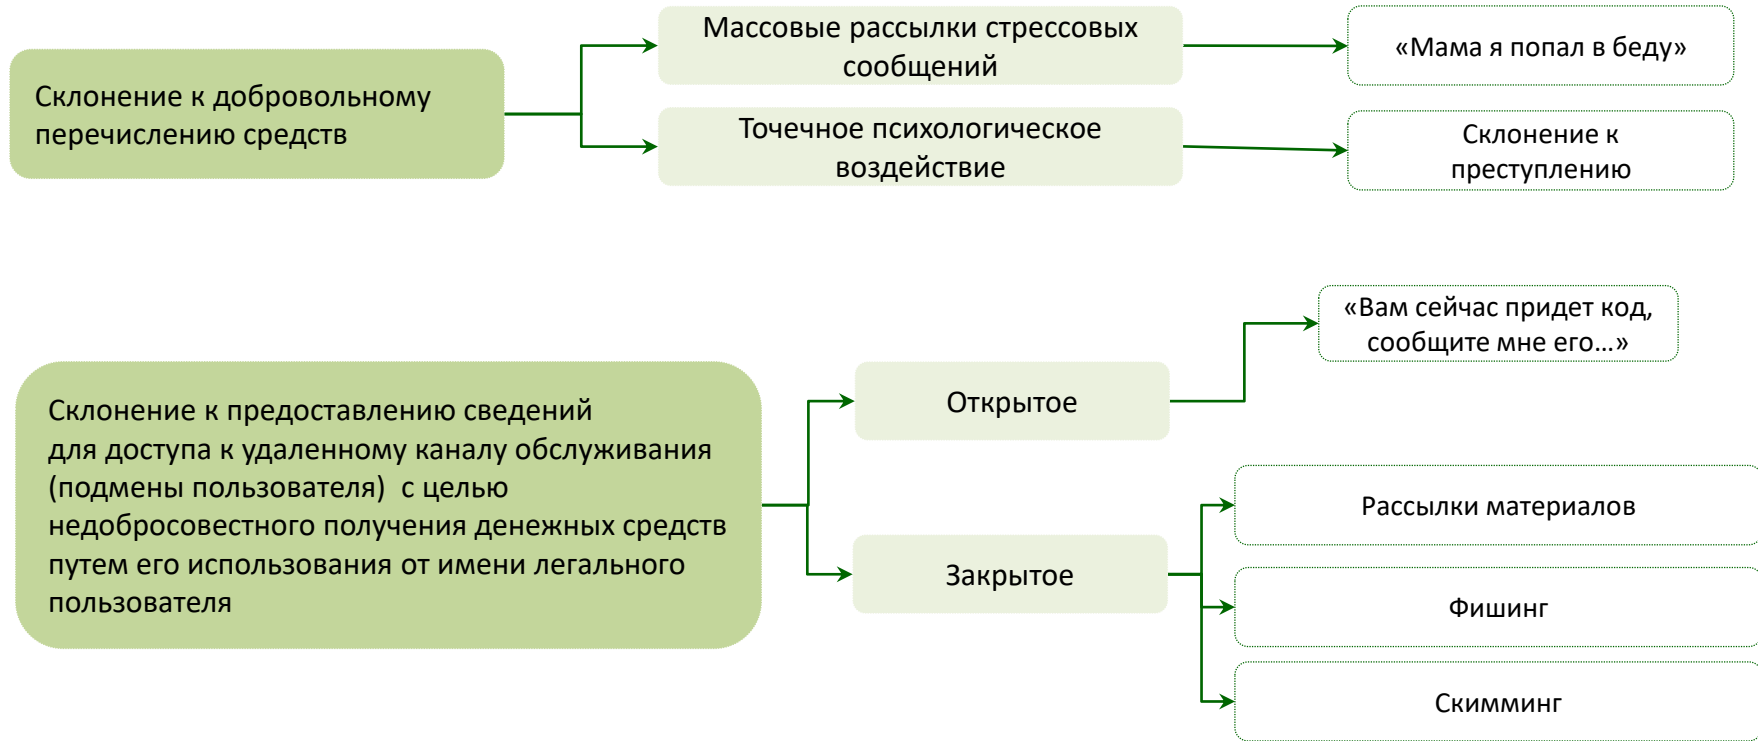 Склонение к добровольному
перечислению средств
Массовые рассылки стрессовых
сообщений
«Мама я попал в беду»
Точечное психологическое
воздействие
Склонение к
преступлению
Склонение к предоставлению сведений
для доступа к удаленному каналу обслуживания
(подмены пользователя)  с целью
недобросовестного получения денежных средств
путем его использования от имени легального
пользователя
Открытое
«Вам сейчас придет код,
сообщите мне его…»
Закрытое
Рассылки материалов
Фишинг
Скимминг